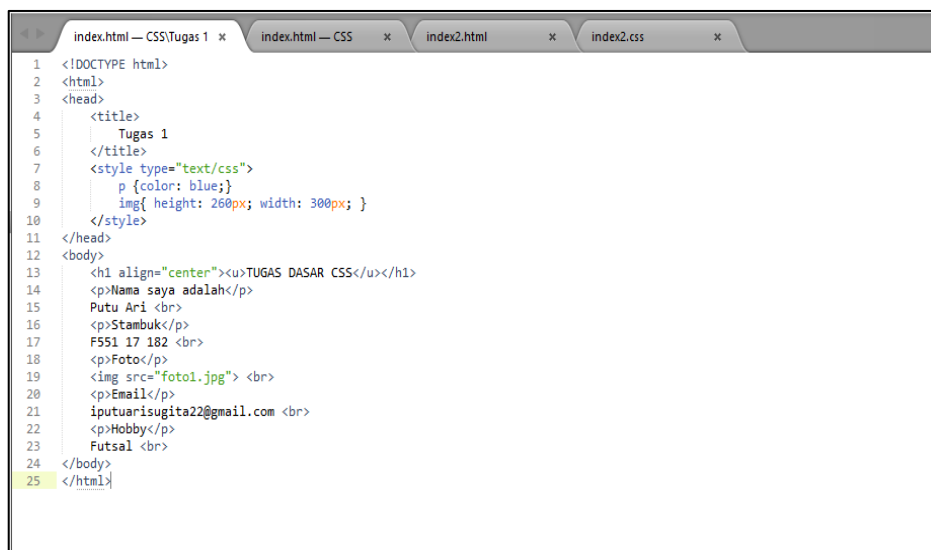 index.html — CSS\Tugas 1 × index.html — CSS × index2.html × index2.css ×
1 <!DOCTYPE html>
2 <html>
3 <head>
4 <title>
5 Tugas 1
6 </title>
7 <style type="text/css">
8 p {color: blue;}
9 img{ height: 260px; width: 300px; }
10 </style>
11 </head>
12 <body>
13 <h1 align="center"><u>TUGAS DASAR CSS</u></h1>
14 <p>Nama saya adalah</p>
15 Putu Ari <br>
16 <p>Stambuk</p>
17 F551 17 182 <br>
18 <p>Foto</p>
19 <img src="foto1.jpg"> <br>
20 <p>Email</p>
21 iputuarisugita22@gmail.com <br>
22 <p>Hobby</p>
23 Futsal <br>
24 </body>
25 </html>